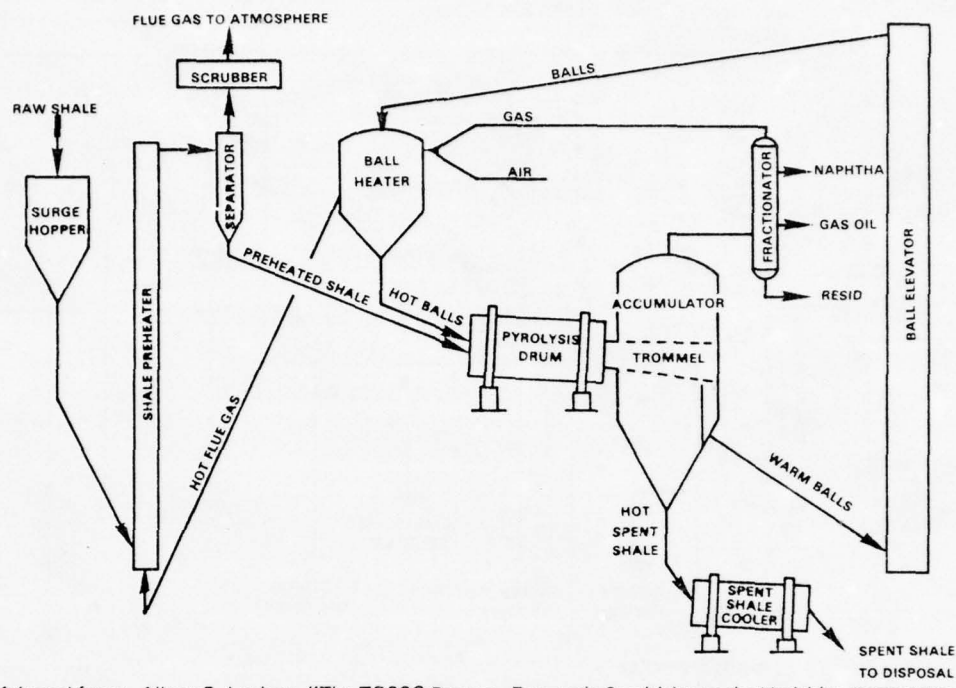 FLUE GAS TO ATMOSPHERE
SCRUBBER
RAW SHALE
SURGE
HOPPER
SHALE PREHEATER
SEPARATOR
BALL
HEATER
BALLS
GAS
AIR
FRACTIONATOR
NAPHTHA
GAS OIL
RESID
BALL ELEVATOR
PREHEATED SHALE
HOT BALLS
HOT FLUE GAS
PYROLYSIS
DRUM
ACCUMULATOR
TROMMEL
WARM BALLS
HOT
SPENT
SHALE
SPENT
SHALE
COOLER
SPENT SHALE
TO DISPOSAL